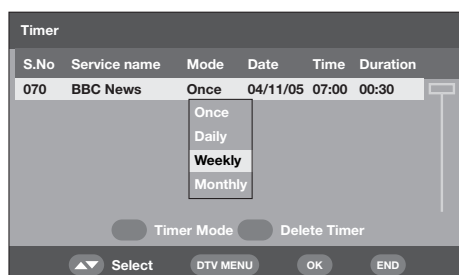 Timer
S.No Service name Mode Date Time Duration
070 BBC News Once 04/11/05 07:00 00:30
Once
Daily
Weekly
Monthly
Timer Mode Delete Timer
Select DTV MENU OK END